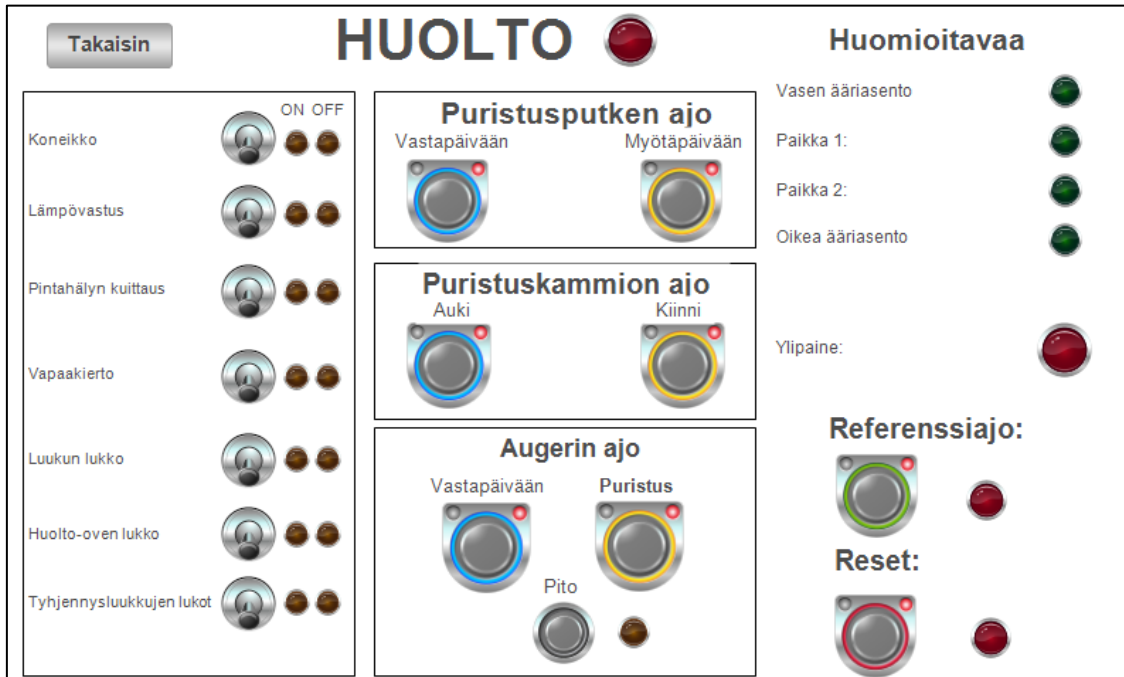 Takaisin
HUOLTO
Huomioitavaa
ON OFF
Koneikko
Lämpövastus
Pintahälyn kuittaus
Vapaakierto
Luukun lukko
Huolto-oven lukko
Tyhjennysluukkujen lukot
Puristusputken ajo
Vastapäivään
Myötäpäivään
Puristuskammion ajo
Auki
Kiinni
Augerin ajo
Vastapäivään
Puristus
Pito
Vasen ääriasento
Paikka 1:
Paikka 2:
Oikea ääriasento
Ylipaine:
Referenssiajo:
Reset: